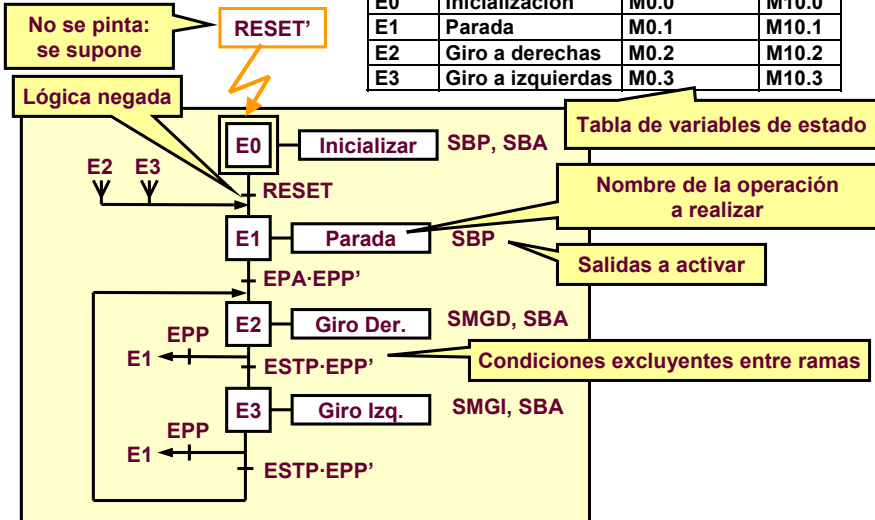 E0 Inicialización M0.0 M10.0
E1 Parada M0.1 M10.1
E2 Giro a derechas M0.2 M10.2
E3 Giro a izquierdas M0.3 M10.3
No se pinta:
se supone
RESET’
Lógica negada
Tabla de variables de estado
E0 Inicializar SBP, SBA
E2 E3
RESET
Nombre de la operación
a realizar
E1 Parada SBP
Salidas a activar
EPA·EPP’
E2 Giro Der. SMGD, SBA
EPP
E1
ESTP·EPP’
Condiciones excluyentes entre ramas
E3 Giro Izq. SMGI, SBA
EPP
E1
ESTP·EPP’